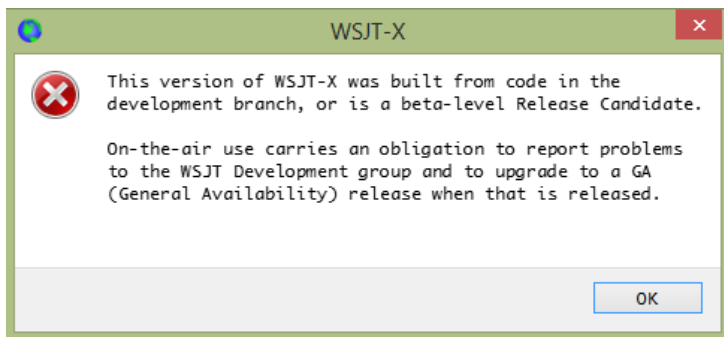 WSJT-X
This version of WSJT-X was built from code in the
development branch, or is a beta-level Release Candidate.
On-the-air use carries an obligation to report problems
to the WSJT Development group and to upgrade to a GA
(General Availability) release when that is released.
OK